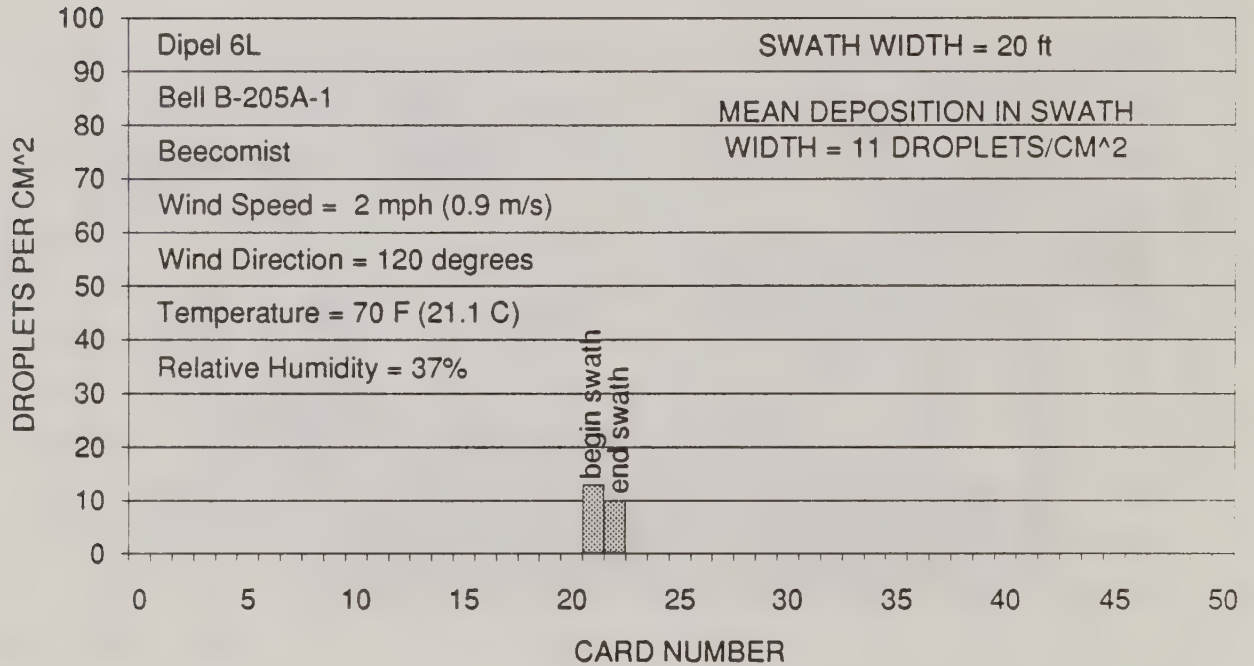 100
90
80
70
60
50
40
30
20
10
0
DROPLETS PER CM^2
Dipel 6L
Bell B-205A-1
Beecomist
Wind Speed = 2 mph (0.9 m/s)
Wind Direction = 120 degrees
Temperature = 70 F (21.1 C)
Relative Humidity = 37%
SWATH WIDTH = 20 ft
MEAN DEPOSITION IN SWATH
WIDTH = 11 DROPLETS/CM^2
begin swath
end swath
0 5 10 15 20 25 30 35 40 45 50
CARD NUMBER